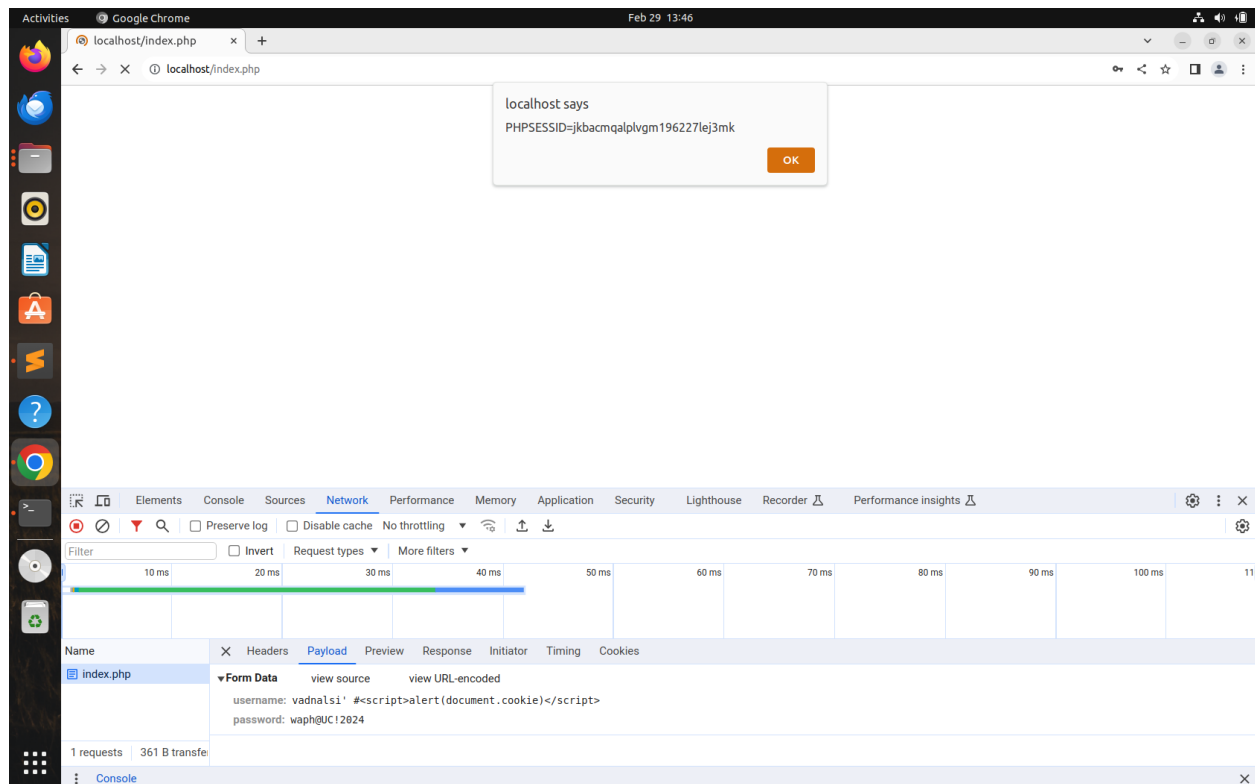 Activities Google Chrome Feb 29 13:46
localhost/index.php
localhost/index.php
localhost says
PHPSESSID=jkbacmqalplvgm196227lej3mk
OK
Elements Console Sources Network Performance Memory Application Security Lighthouse Recorder Performance insights
Preserve log Disable cache No throttling
Filter Invert Request types More filters
10 ms 20 ms 30 ms 40 ms 50 ms 60 ms 70 ms 80 ms 90 ms 100 ms 11
Name Headers Payload Preview Response Initiator Timing Cookies
index.php Form Data view source view URL-encoded
username: vadnalsi' #<script>alert(document.cookie)</script>
password: waph@UC!2024
1 requests 361 B transfe
Console